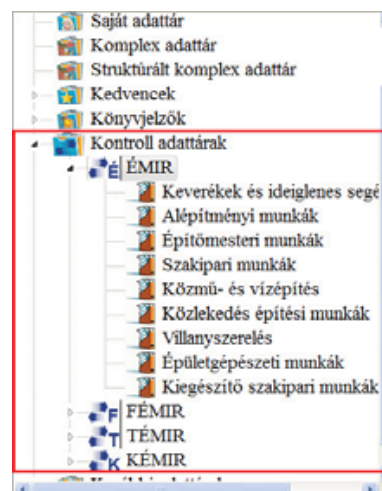 Saját adattár
Komplex adattár
Struktúrált komplex adattár
Kedvencek
Könyvjelzők
Kontroll adattárak
É ÉMIR
Keverékek és ideiglenes segé
Alépítményi munkák
Építőmesteri munkák
Szakipari munkák
Közmű- és vízépítés
Közlekedés építési munkák
Villanyszerelés
Épületgépészeti munkák
Kiegészítő szakipari munkák
F FÉMIR
T TÉMIR
K KÉMIR